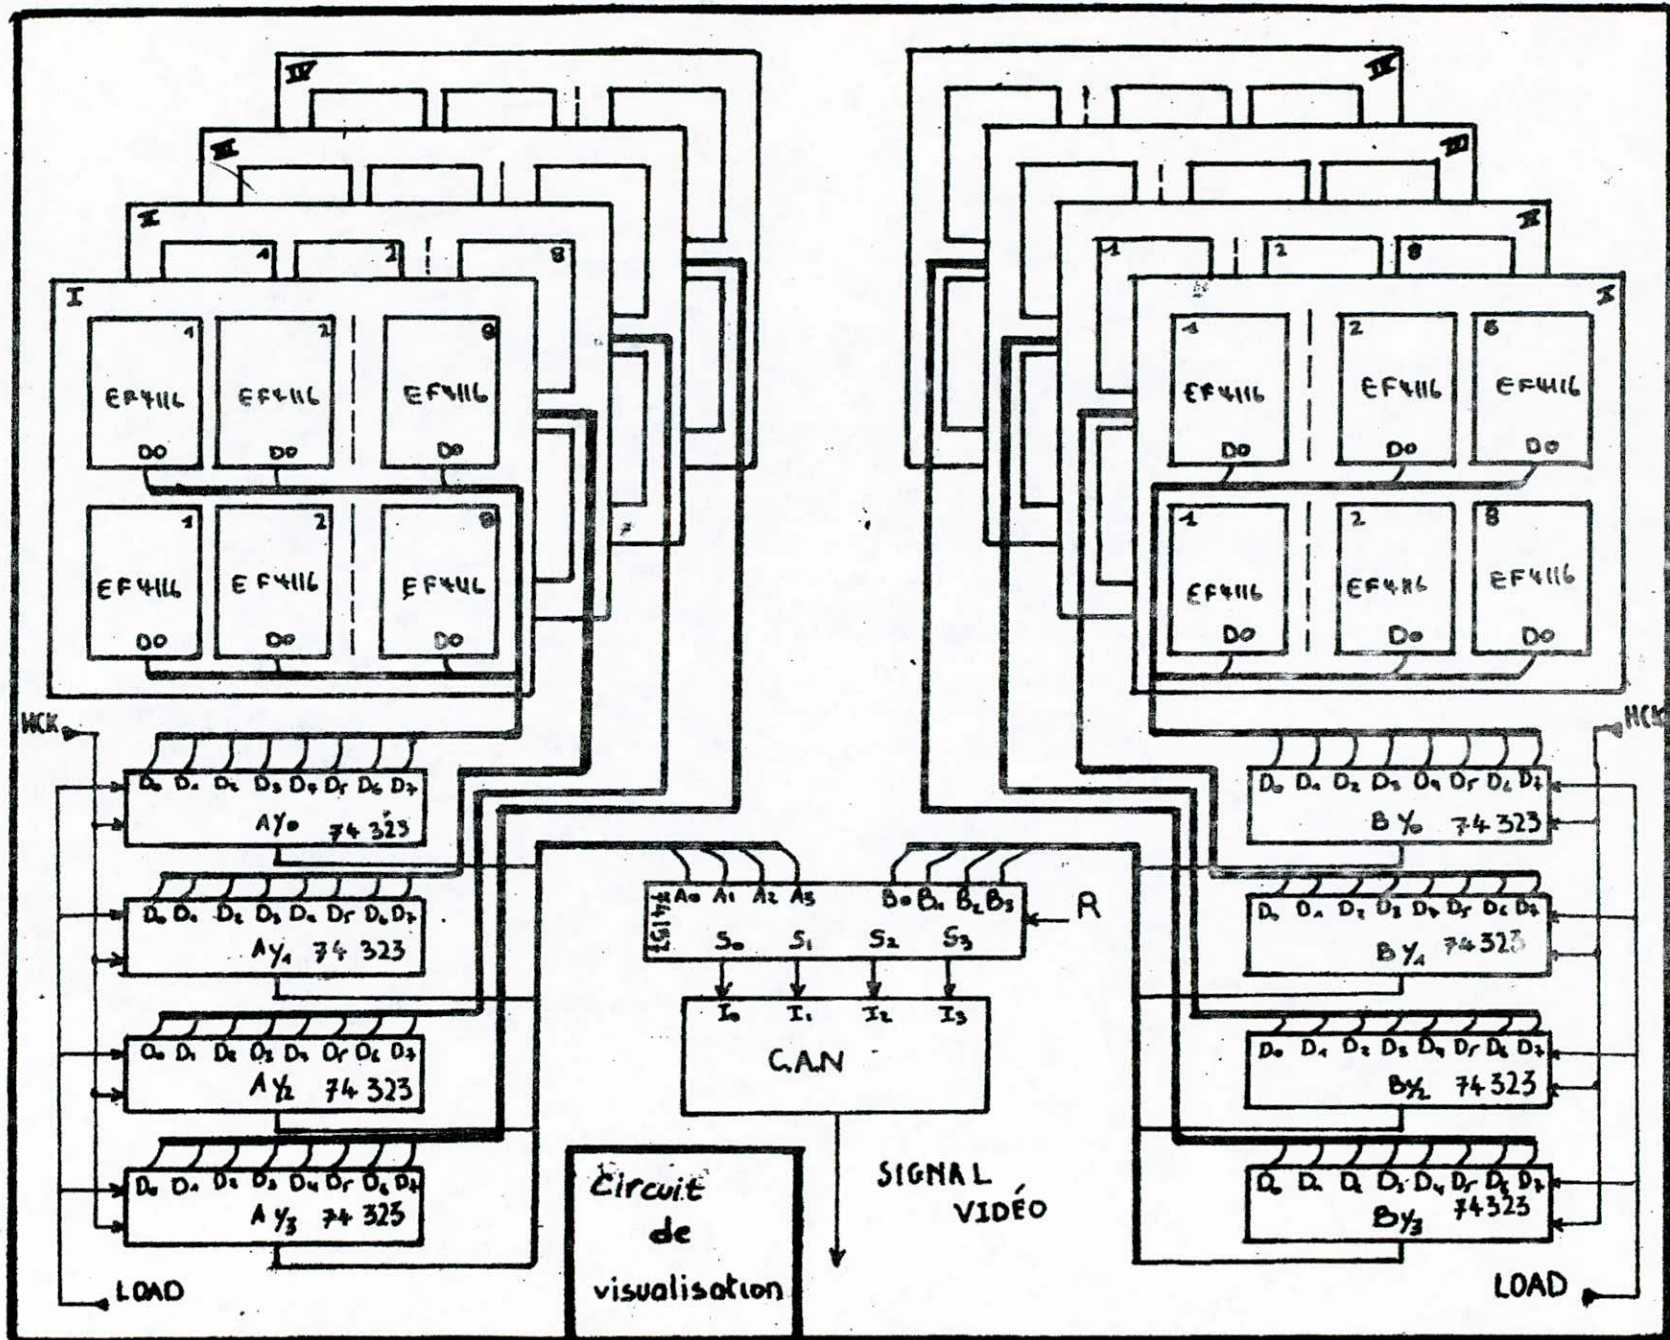 IV
III
II
1 2 8
I
1 2 8
EF4116 EF4116 EF4116
DO DO DO
1 2 8
EF4116 EF4116 EF4116
DO DO DO
IV
III
II
1 2 8
I
1 2 8
EF4116 EF4116 EF4116
DO DO DO
1 2 8
EF4116 EF4116 EF4116
DO DO DO
HCK
D0 D1 D2 D3 D4 D5 D6 D7
AY0 74 323
D0 D1 D2 D3 D4 D5 D6 D7
AY1 74 323
D0 D1 D2 D3 D4 D5 D6 D7
AY2 74 323
D0 D1 D2 D3 D4 D5 D6 D7
AY3 74 323
LOAD
A0 A1 A2 A3 B0 B1 B2 B3
74157
R
S0 S1 S2 S3
I0 I1 I2 I3
C.A.N
SIGNAL
VIDÉO
Circuit
de
visualisation
HCK
D0 D1 D2 D3 D4 D5 D6 D7
BY0 74 323
D0 D1 D2 D3 D4 D5 D6 D7
BY1 74323
D0 D1 D2 D3 D4 D5 D6 D7
BY2 74 323
D0 D1 D2 D3 D4 D5 D6 D7
BY3 74323
LOAD